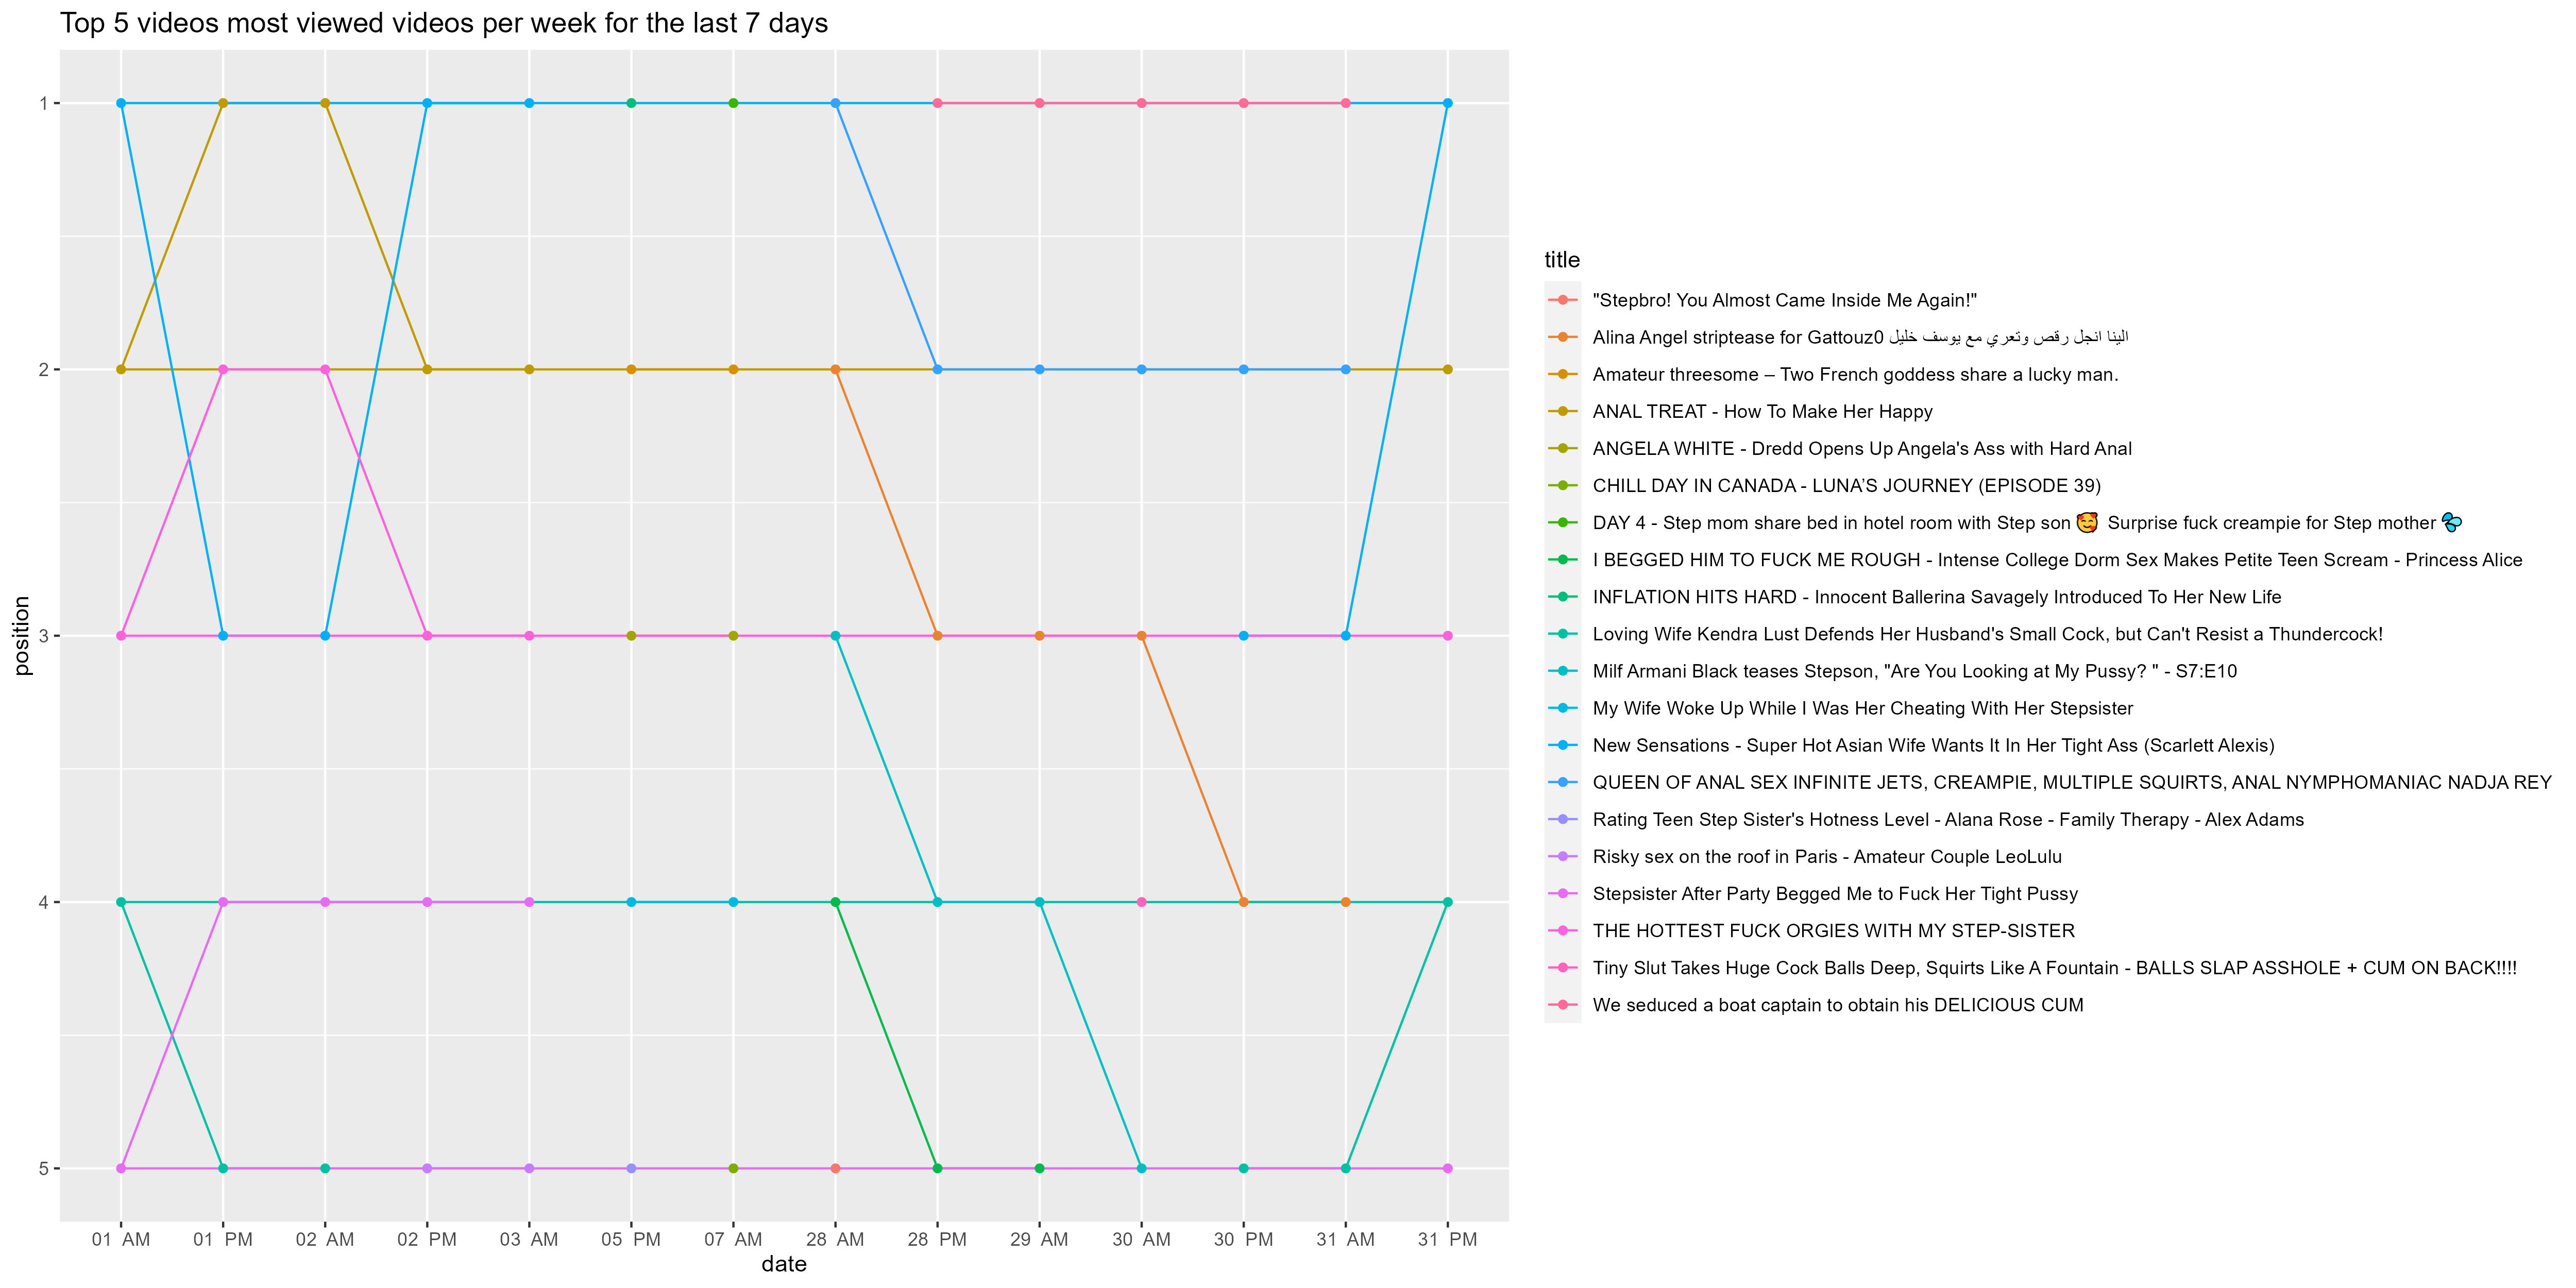 Top 5 videos most viewed videos per week for the last 7 days
position
1
2
3
4
5
01 AM
01 PM
02 AM
02 PM
03 AM
05 PM
07 AM
28 AM
28 PM
29 AM
30 AM
30 PM
31 AM
31 PM
date
title
"Stepbro! You Almost Came Inside Me Again!"
Alina Angel striptease for Gattouz0 الينا انجل رقص وتعري مع يوسف خليل
Amateur threesome – Two French goddess share a lucky man.
ANAL TREAT - How To Make Her Happy
ANGELA WHITE - Dredd Opens Up Angela's Ass with Hard Anal
CHILL DAY IN CANADA - LUNA’S JOURNEY (EPISODE 39)
DAY 4 - Step mom share bed in hotel room with Step son 🥰 Surprise fuck creampie for Step mother 💦
I BEGGED HIM TO FUCK ME ROUGH - Intense College Dorm Sex Makes Petite Teen Scream - Princess Alice
INFLATION HITS HARD - Innocent Ballerina Savagely Introduced To Her New Life
Loving Wife Kendra Lust Defends Her Husband's Small Cock, but Can't Resist a Thundercock!
Milf Armani Black teases Stepson, "Are You Looking at My Pussy? " - S7:E10
My Wife Woke Up While I Was Her Cheating With Her Stepsister
New Sensations - Super Hot Asian Wife Wants It In Her Tight Ass (Scarlett Alexis)
QUEEN OF ANAL SEX INFINITE JETS, CREAMPIE, MULTIPLE SQUIRTS, ANAL NYMPHOMANIAC NADJA REY
Rating Teen Step Sister's Hotness Level - Alana Rose - Family Therapy - Alex Adams
Risky sex on the roof in Paris - Amateur Couple LeoLulu
Stepsister After Party Begged Me to Fuck Her Tight Pussy
THE HOTTEST FUCK ORGIES WITH MY STEP-SISTER
Tiny Slut Takes Huge Cock Balls Deep, Squirts Like A Fountain - BALLS SLAP ASSHOLE + CUM ON BACK!!!!
We seduced a boat captain to obtain his DELICIOUS CUM